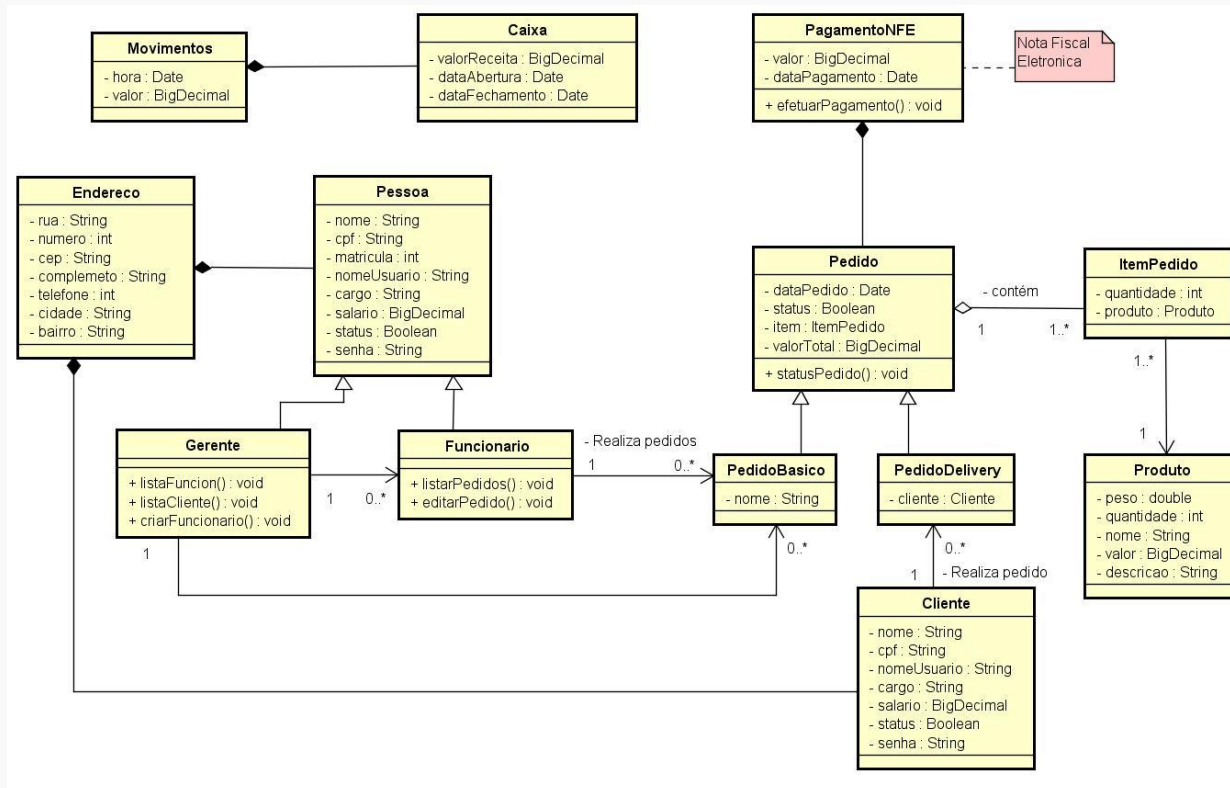 Movimentos
- hora : Date
- valor : BigDecimal
Caixa
- valorReceita : BigDecimal
- dataAbertura : Date
- dataFechamento : Date
PagamentoNFE
- valor : BigDecimal
- dataPagamento : Date
+ efetuarPagamento() : void
Nota Fiscal
Eletronica
Endereco
- rua : String
- numero : int
- cep : String
- complemeto : String
- telefone : int
- cidade : String
- bairro : String
Pessoa
- nome : String
- cpf : String
- matricula : int
- nomeUsuario : String
- cargo : String
- salario : BigDecimal
- status : Boolean
- senha : String
Pedido
- dataPedido : Date
- status : Boolean
- item : ItemPedido
- valorTotal : BigDecimal
+ statusPedido() : void
- contém
1
1..*
ItemPedido
- quantidade : int
- produto : Produto
1..*
1
Gerente
+ listaFuncion() : void
+ listaCliente() : void
+ criarFuncionario() : void
1
0..*
Funcionario
+ listarPedidos() : void
+ editarPedido() : void
- Realiza pedidos
1
0..*
PedidoBasico
- nome : String
PedidoDelivery
- cliente : Cliente
Produto
- peso : double
- quantidade : int
- nome : String
- valor : BigDecimal
- descricao : String
1
0..*
0..*
1
- Realiza pedido
Cliente
- nome : String
- cpf : String
- nomeUsuario : String
- cargo : String
- salario : BigDecimal
- status : Boolean
- senha : String